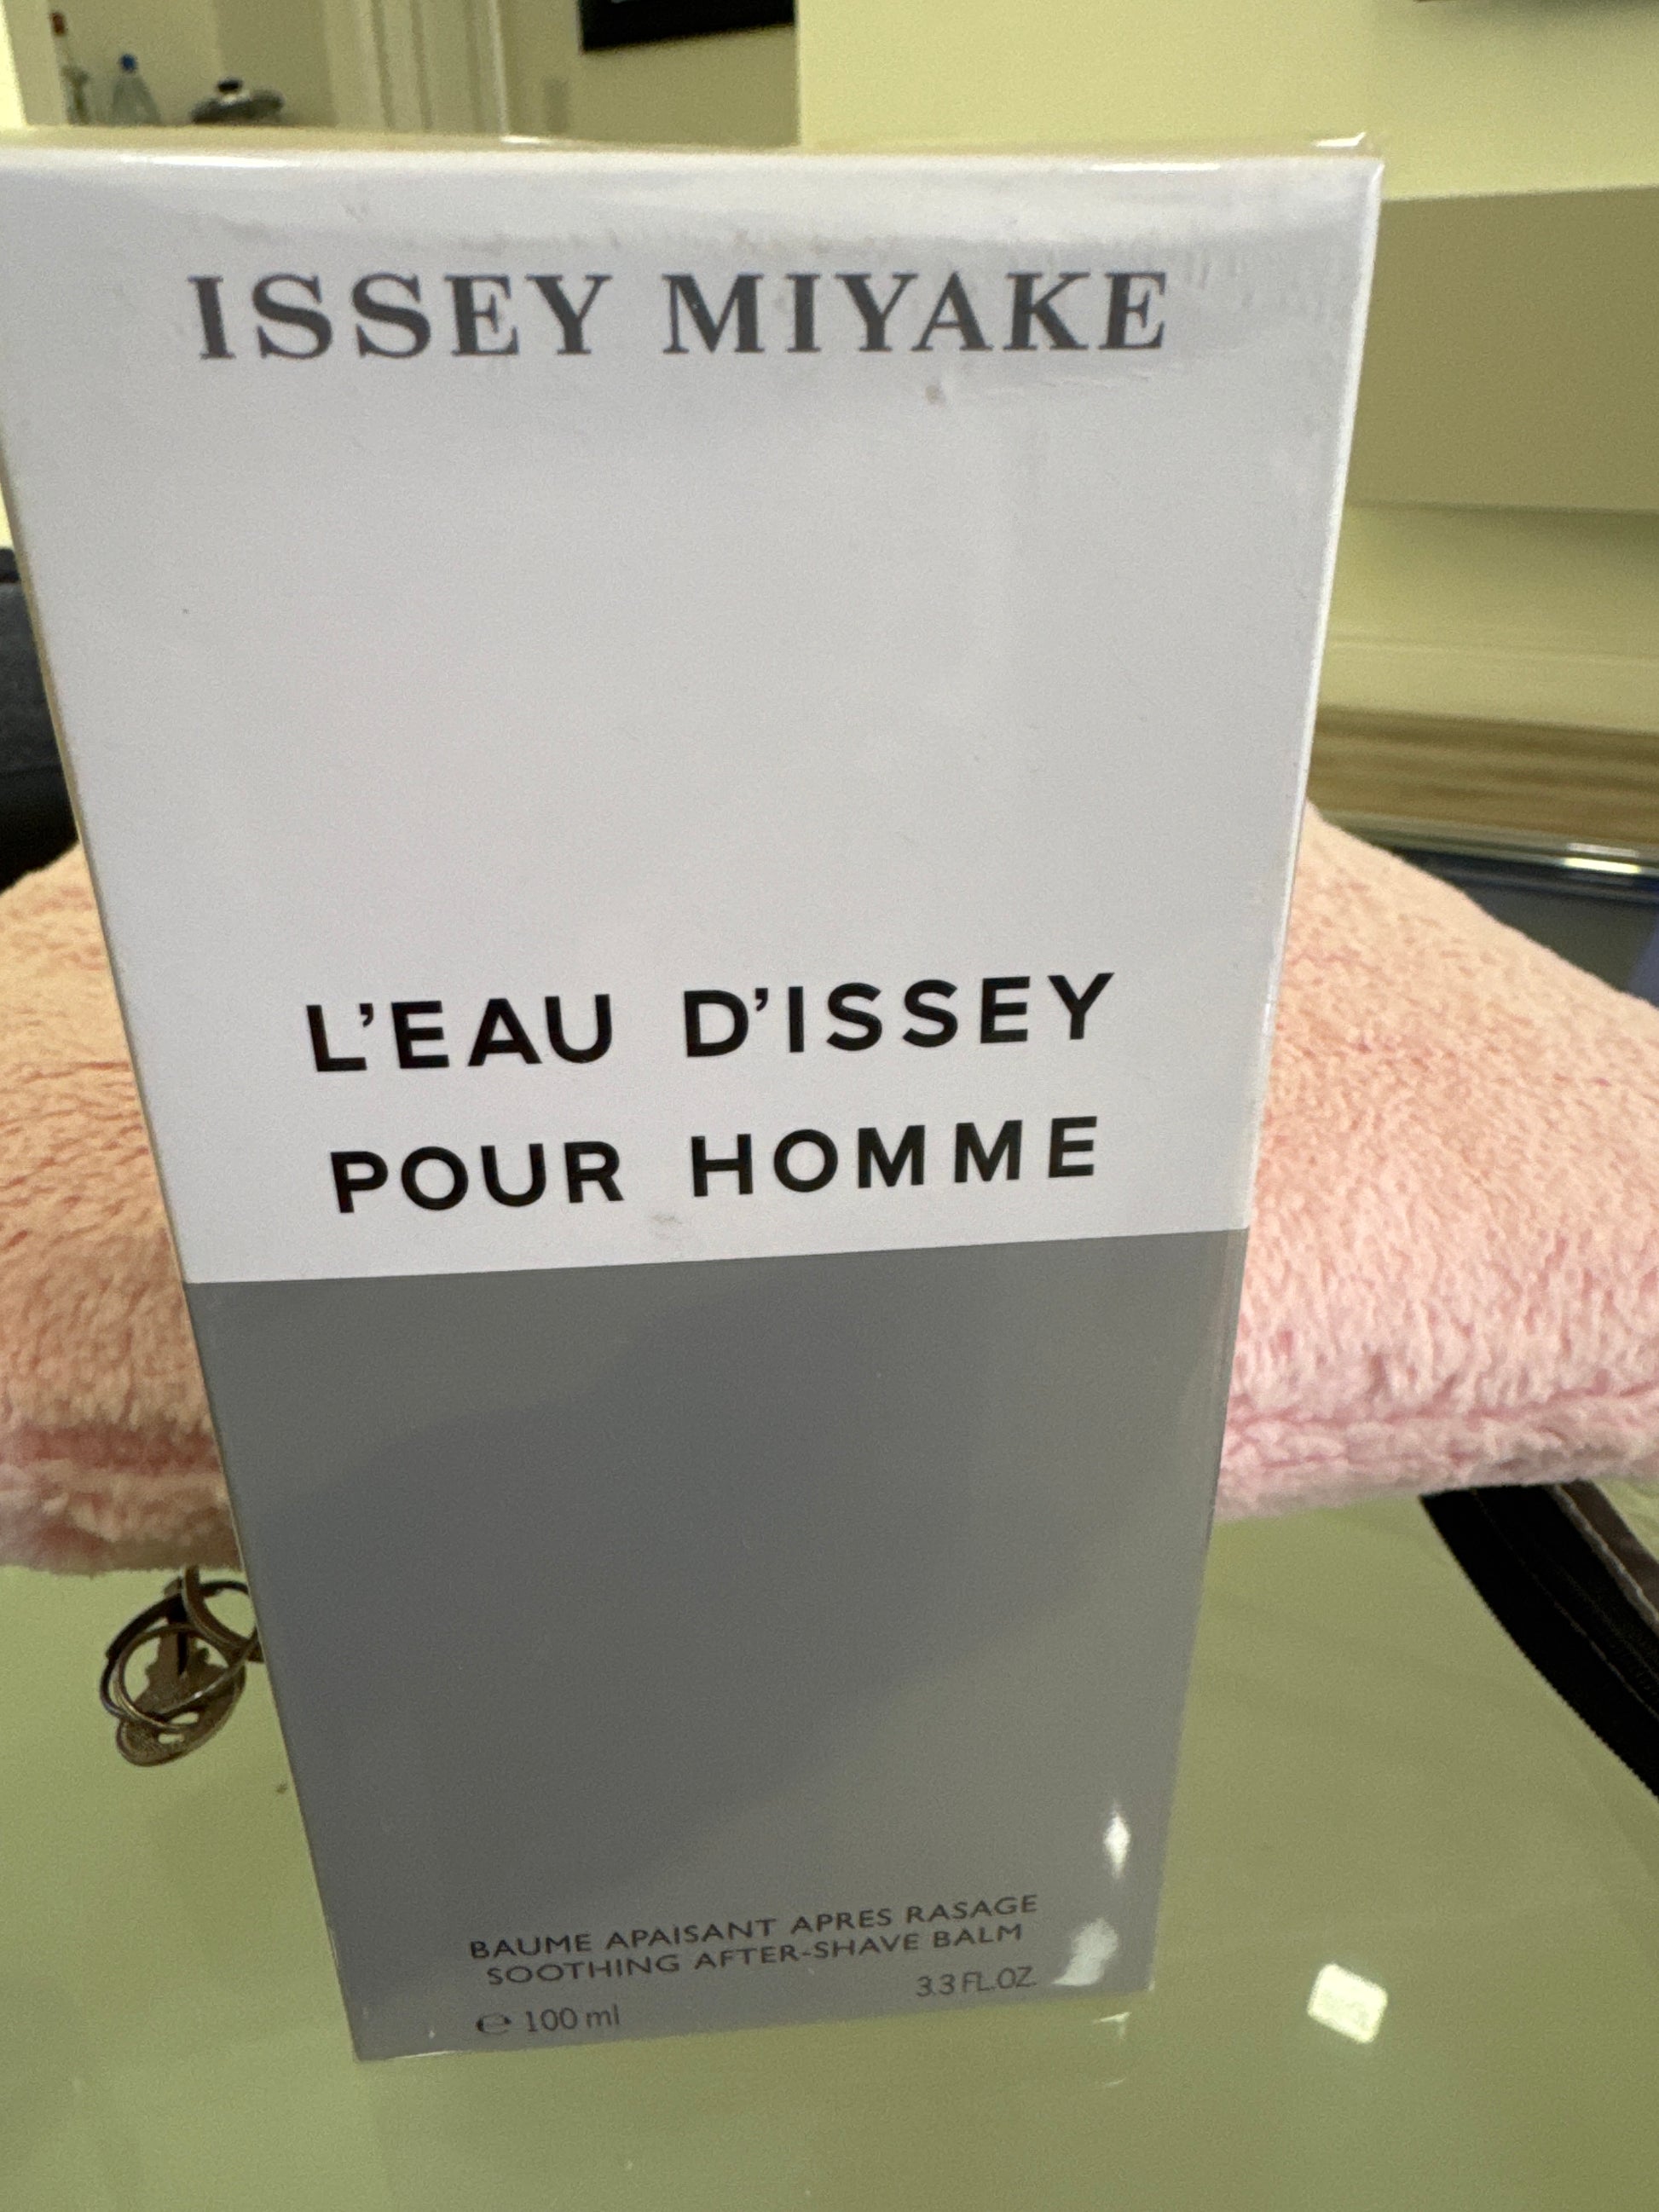 ISSEY MIYAKE
L'EAU D'ISSEY
POUR HOMME
BAUME APAISANT APRES RASAGE
SOOTHING AFTER-SHAVE BALM
℮ 100 ml 3.3 FL.OZ.